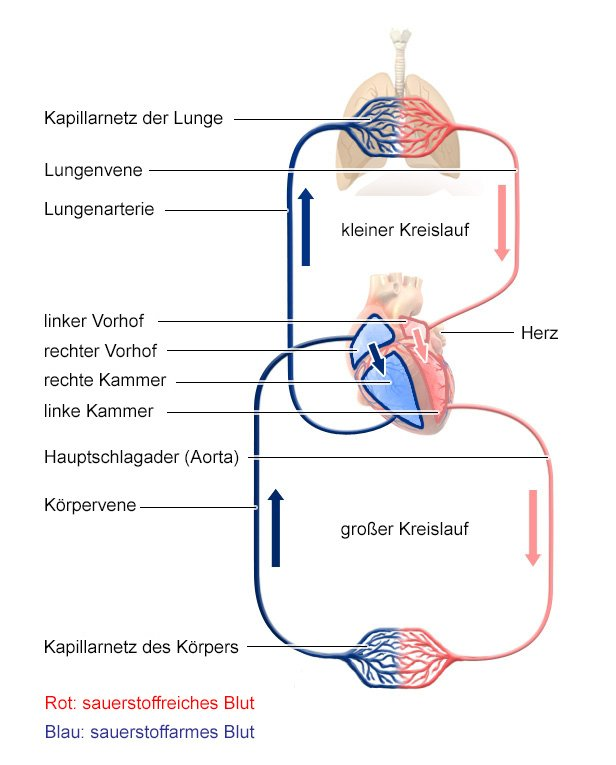 Kapillarnetz der Lunge
Lungenvene
Lungenarterie
kleiner Kreislauf
linker Vorhof
Herz
rechter Vorhof
rechte Kammer
linke Kammer
Hauptschlagader (Aorta)
Körpervene
großer Kreislauf
Kapillarnetz des Körpers
Rot: sauerstoffreiches Blut
Blau: sauerstoffarmes Blut